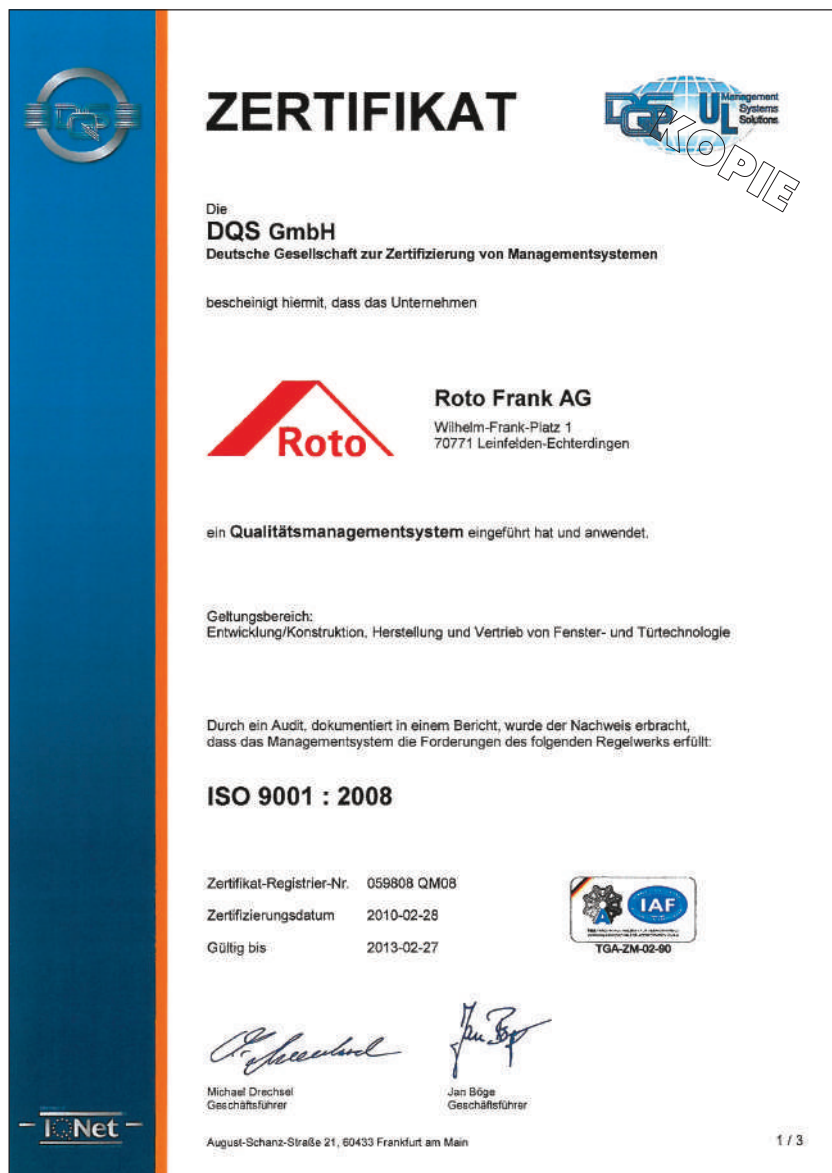 DQS
ZERTIFIKAT
DQS UL Management
Systems
Solutions
KOPIE
Die
DQS GmbH
Deutsche Gesellschaft zur Zertifizierung von Managementsystemen
bescheinigt hiermit, dass das Unternehmen
Roto
Roto Frank AG
Wilhelm-Frank-Platz 1
70771 Leinfelden-Echterdingen
ein Qualitätsmanagementsystem eingeführt hat und anwendet.
Geltungsbereich:
Entwicklung/Konstruktion, Herstellung und Vertrieb von Fenster- und Türtechnologie
Durch ein Audit, dokumentiert in einem Bericht, wurde der Nachweis erbracht,
dass das Managementsystem die Forderungen des folgenden Regelwerks erfüllt:
ISO 9001 : 2008
Zertifikat-Registrier-Nr. 059808 QM08
Zertifizierungsdatum 2010-02-28
Gültig bis 2013-02-27
IAF
TGA-ZM-02-90
Michael Drechsel
Geschäftsführer
Jan Böge
Geschäftsführer
IQNet
August-Schanz-Straße 21, 60433 Frankfurt am Main
1 / 3